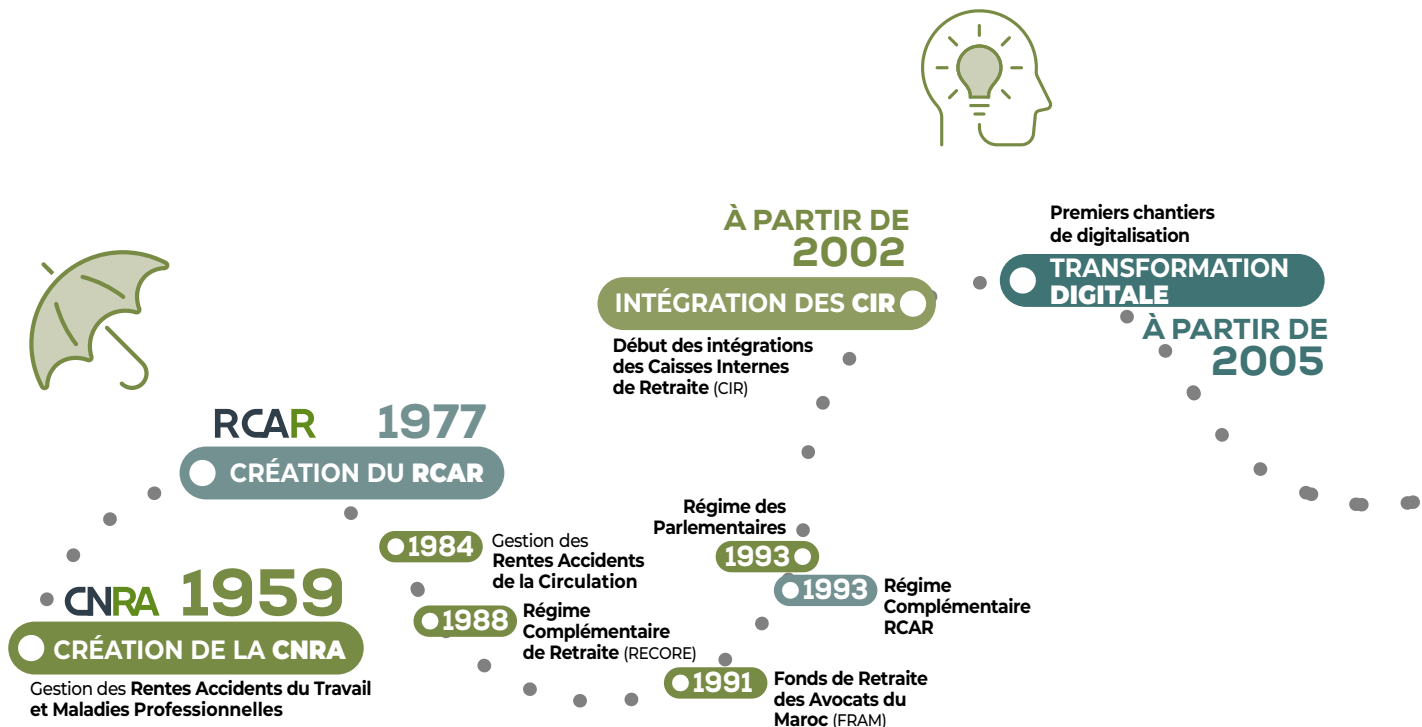 CNRA 1959
CRÉATION DE LA CNRA
Gestion des Rentes Accidents du Travail
et Maladies Professionnelles
RCAR 1977
CRÉATION DU RCAR
1984
Gestion des
Rentes Accidents
de la Circulation
1988
Régime
Complémentaire
de Retraite (RECORE)
1991
Fonds de Retraite
des Avocats du
Maroc (FRAM)
Régime des
Parlementaires
1993
1993
Régime
Complémentaire
RCAR
À PARTIR DE
2002
INTÉGRATION DES CIR
Début des intégrations
des Caisses Internes
de Retraite (CIR)
Premiers chantiers
de digitalisation
TRANSFORMATION
DIGITALE
À PARTIR DE
2005